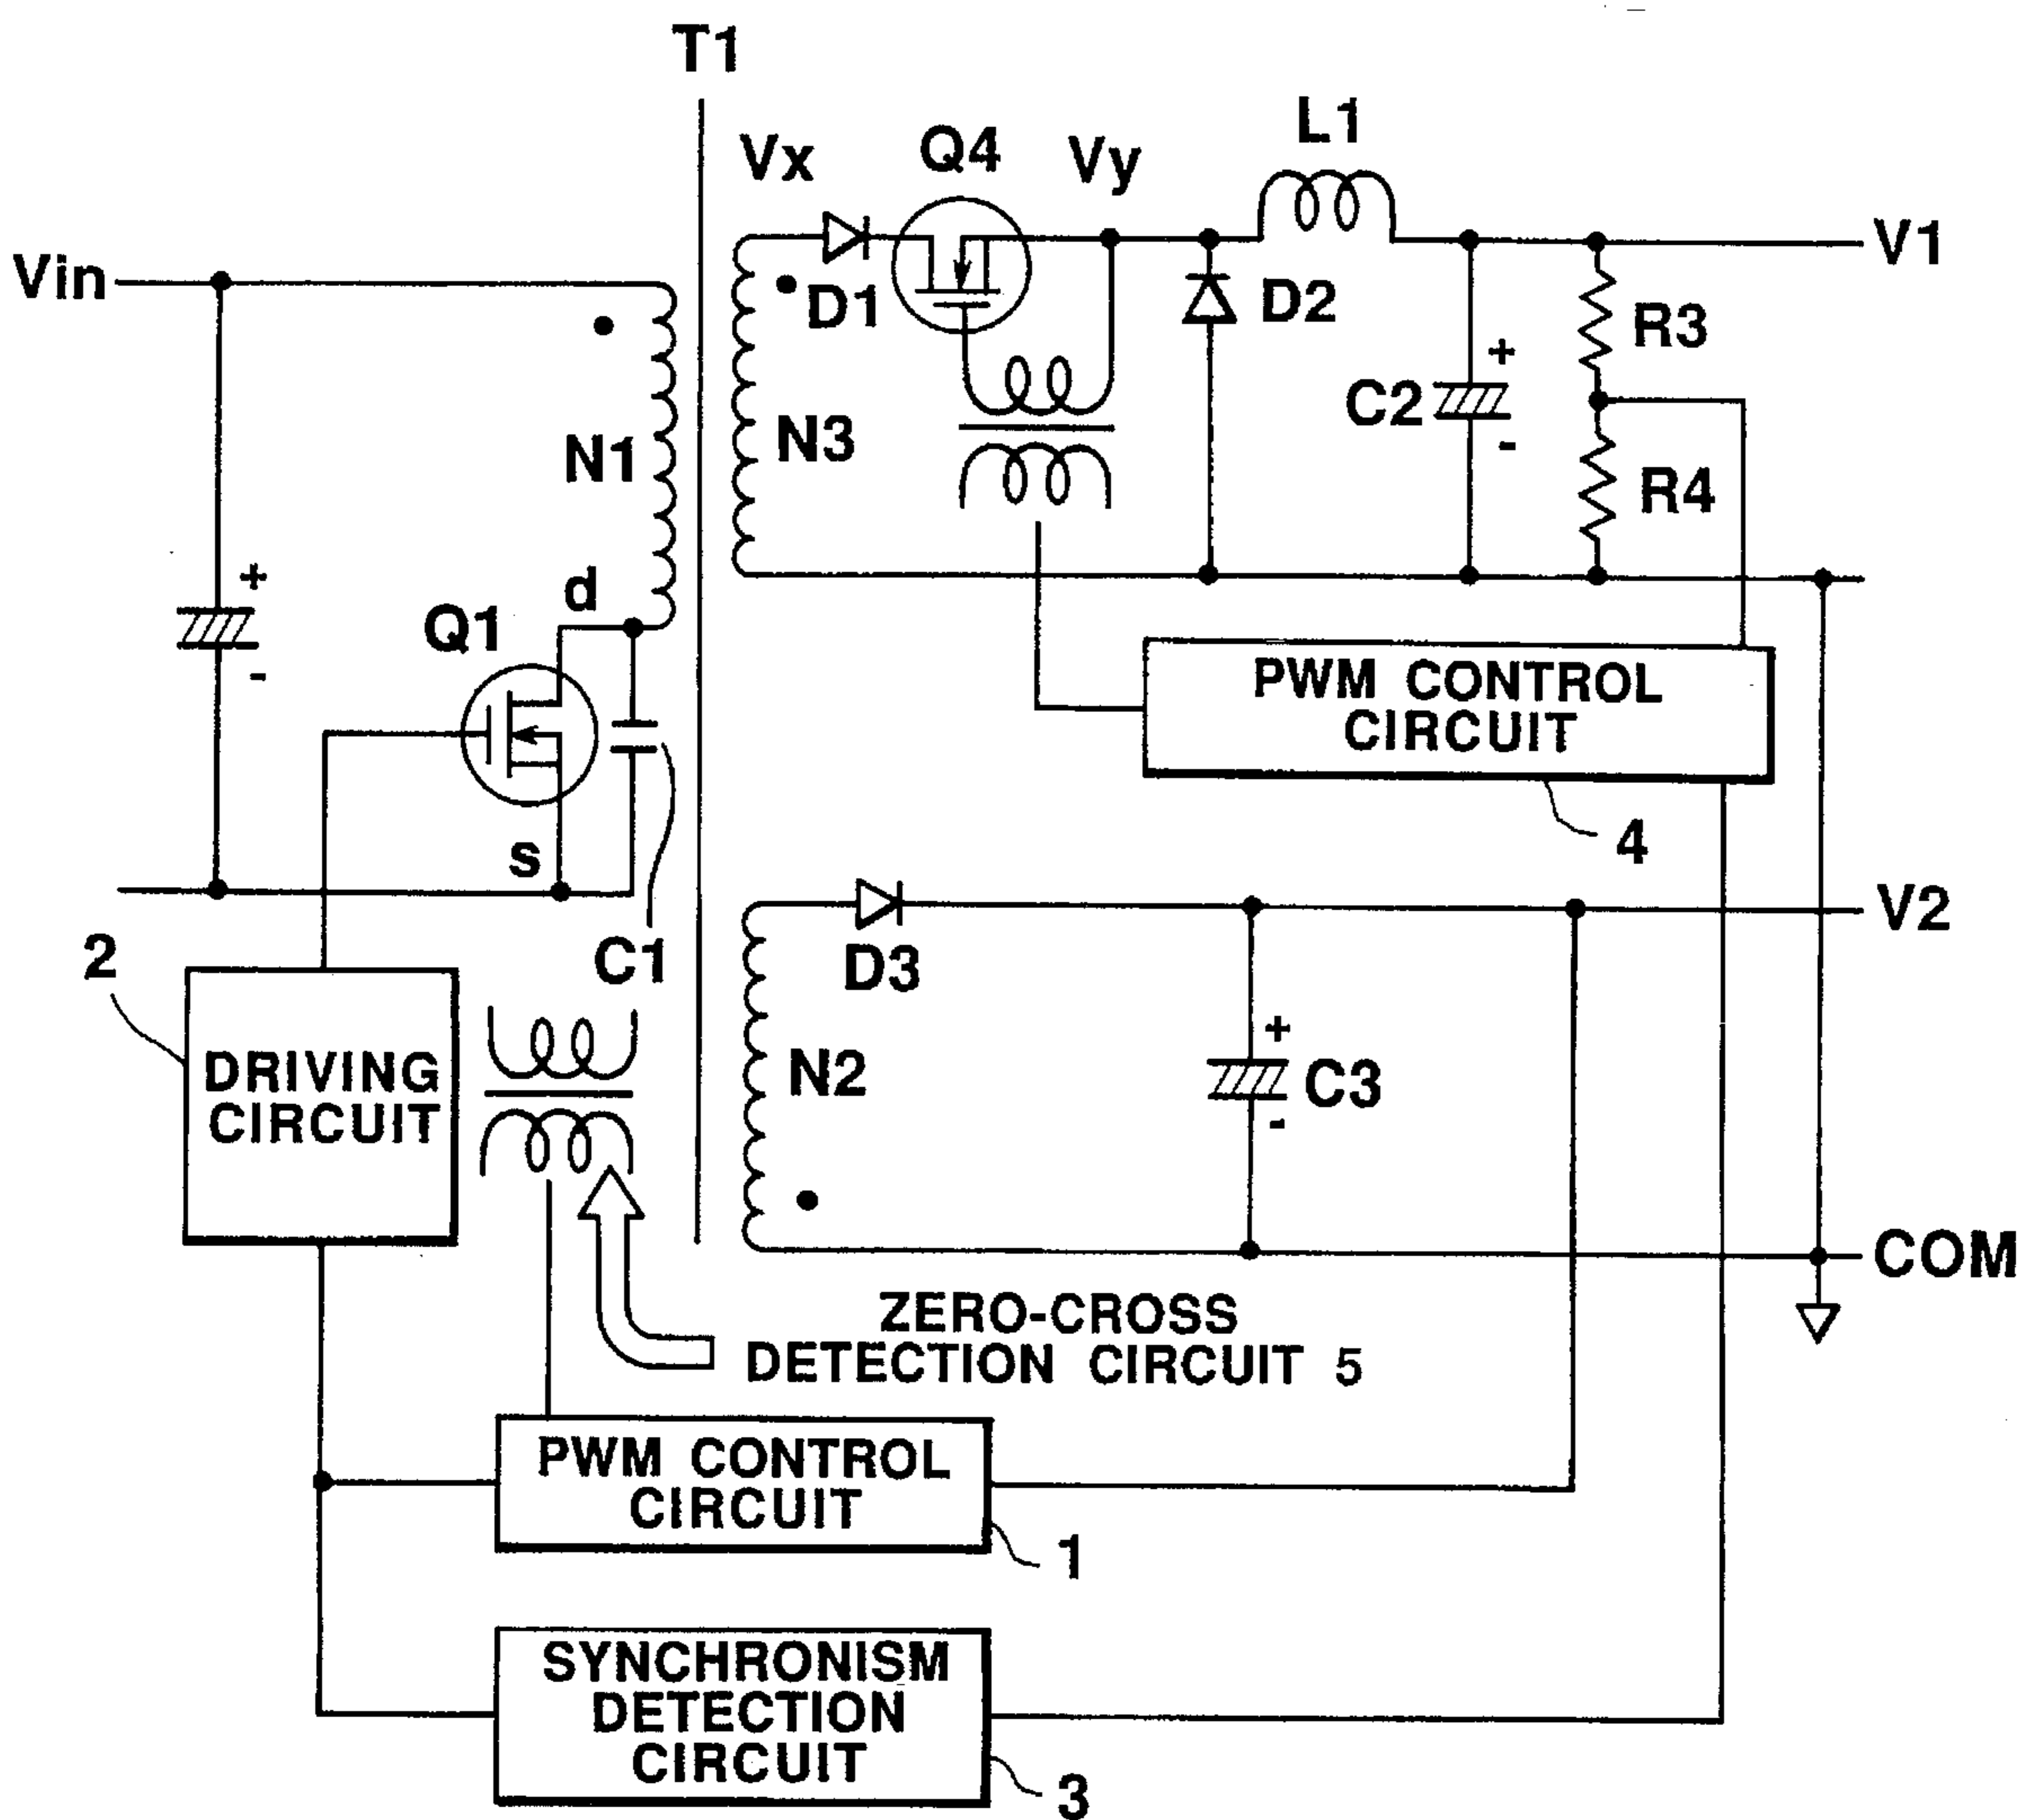 T1
L1
Vx
Q4
Vy
V1
Vin
D1
D2
R3
+
C2
-
N1
N3
R4
d
+
Q1
-
PWM CONTROL
CIRCUIT
4
s
V2
2
C1
D3
DRIVING
CIRCUIT
N2
+
C3
-
COM
ZERO-CROSS
DETECTION CIRCUIT 5
PWM CONTROL
CIRCUIT
1
SYNCHRONISM
DETECTION
CIRCUIT
3